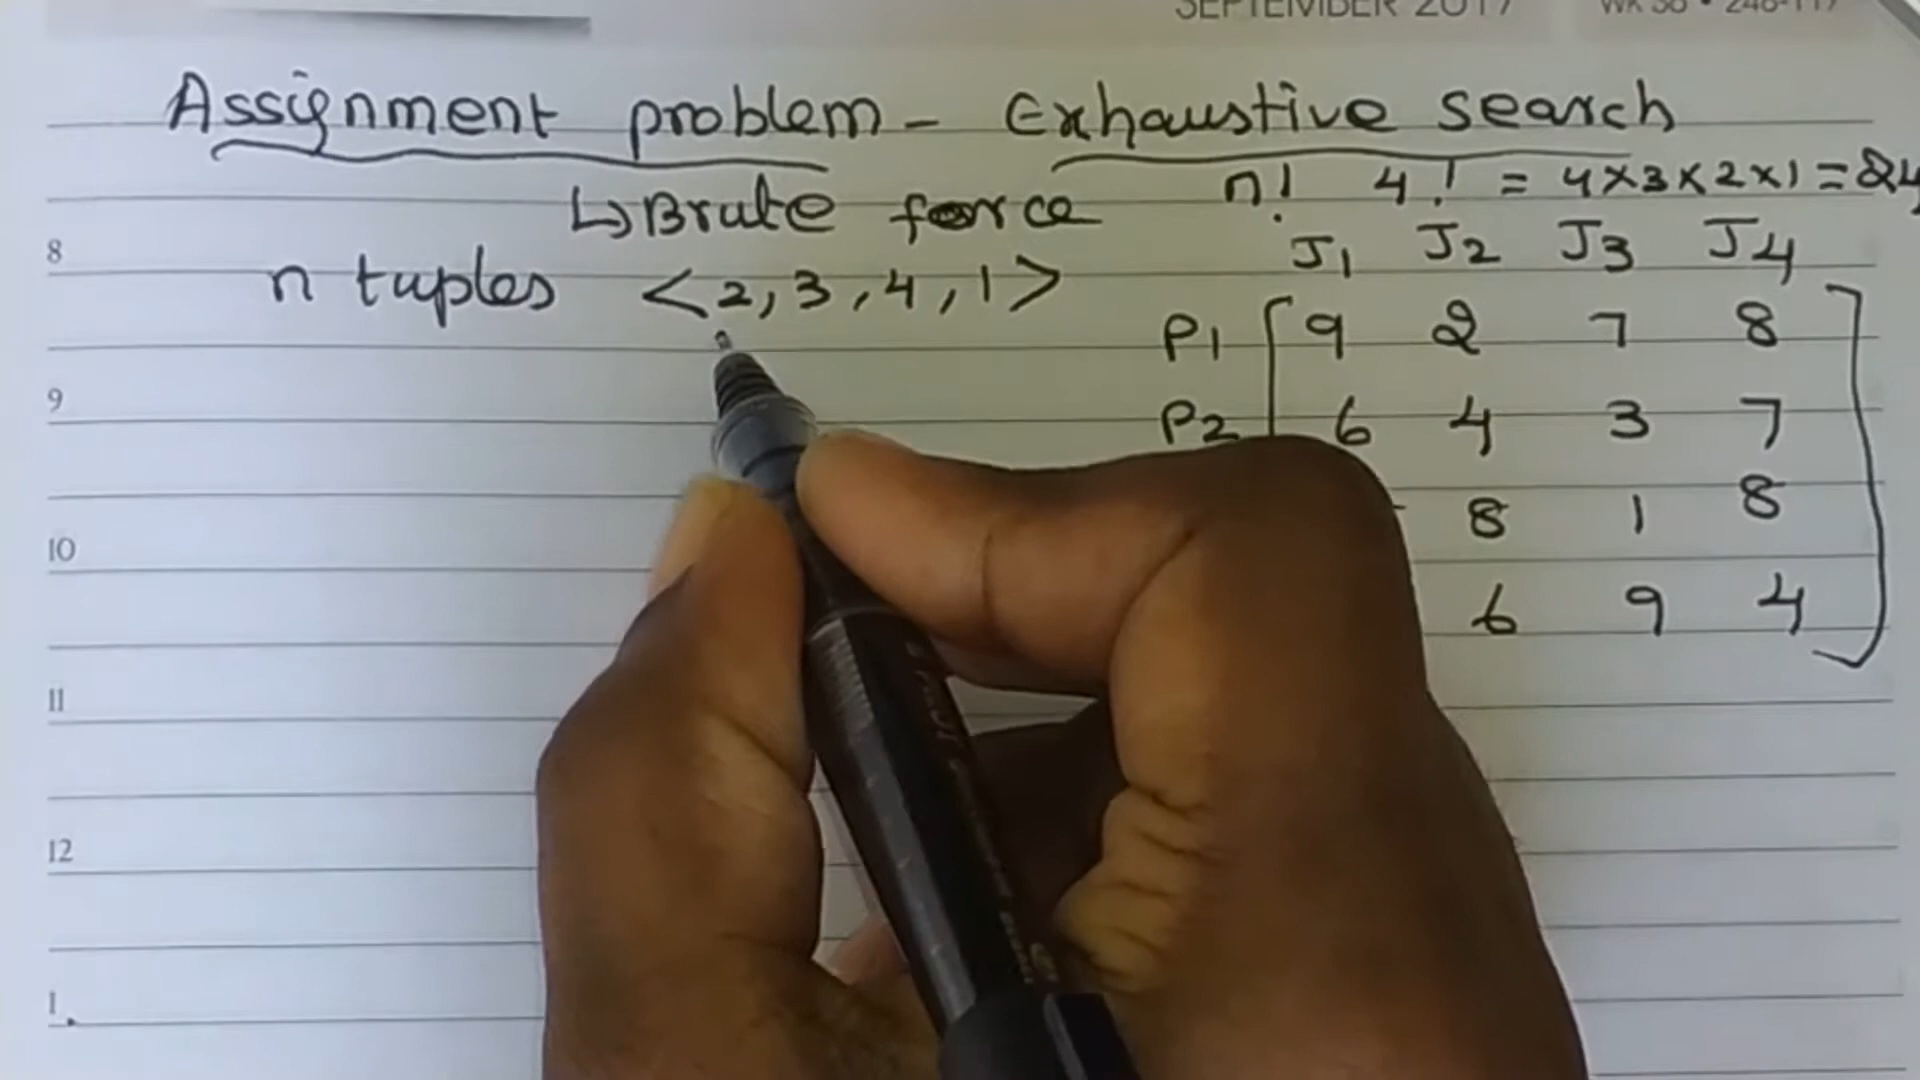 SEPTEMBER 2017
Assignment problem - Exhaustive search
↳ Brute force n! 4! = 4×3×2×1 = 24
J1 J2 J3 J4
8
n tuples <2, 3, 4, 1>
P1 9 2 7 8
9
P2 6 4 3 7
8 1 8
10
6 9 4
11
12
1